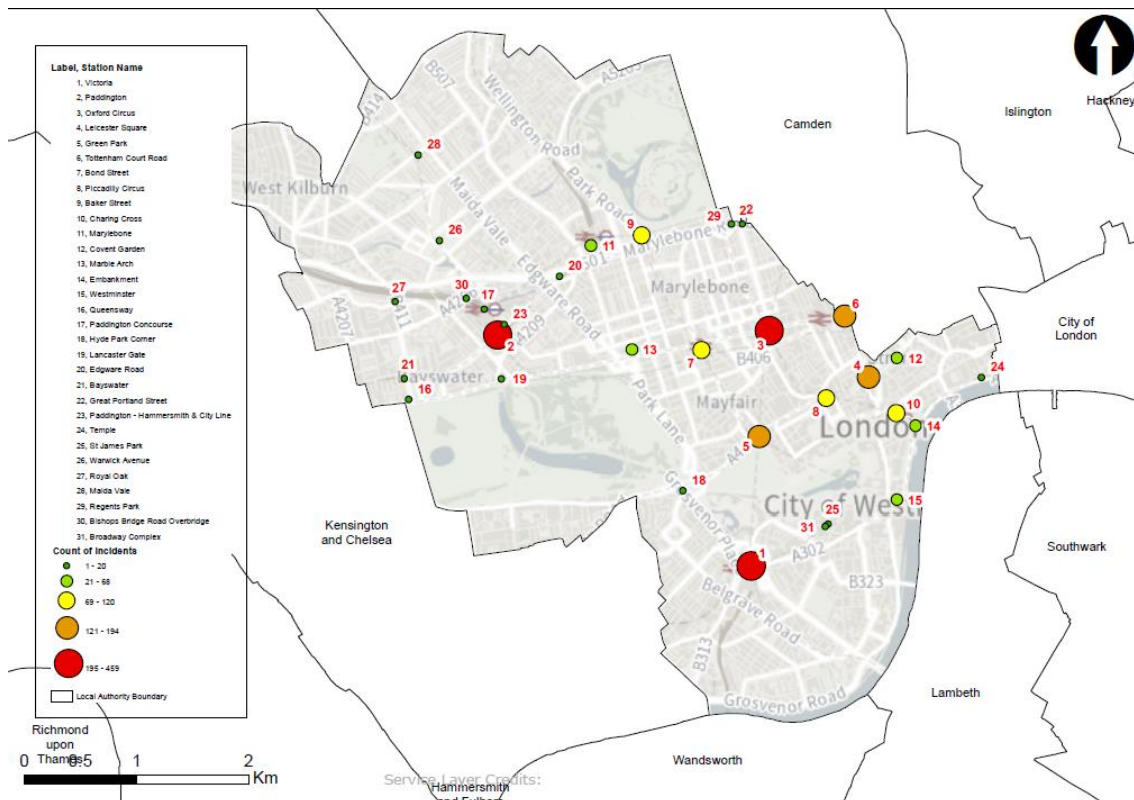 Label, Station Name
1, Victoria
2, Paddington
3, Oxford Circus
4, Leicester Square
5, Green Park
6, Tottenham Court Road
7, Bond Street
8, Piccadilly Circus
9, Baker Street
10, Charing Cross
11, Marylebone
12, Covent Garden
13, Marble Arch
14, Embankment
15, Westminster
16, Queensway
17, Paddington Concourse
18, Hyde Park Corner
19, Lancaster Gate
20, Edgware Road
21, Bayswater
22, Great Portland Street
23, Paddington - Hammersmith & City Line
24, Temple
25, St James Park
26, Warwick Avenue
27, Royal Oak
28, Maida Vale
29, Regents Park
30, Bishops Bridge Road Overbridge
31, Broadway Complex
Count of Incidents
1 - 20
21 - 68
69 - 120
121 - 194
195 - 459
Local Authority Boundary
Richmond
upon
Thames
0 0.5 1 2
Km
Service Layer Credits:
Hammersmith
and Fulham
Wandsworth
Lambeth
Southwark
City of
London
Hackney
Islington
Camden
Kensington
and Chelsea
B507
A5205
B414
Wellington
Road
28
West Kilburn
Maida Vale
Park Road
9
29
22
Marylebone R
26
11
20
A501
Edgware Road
Marylebone
27
30
17
A4206
B411
A4207
23
A4209
2
6
3
B406
13
7
12
4
24
21
Bayswater
19
16
Park Lane
Mayfair
8
10
London
14
5
18
Grosvenor Place
City of West
15
25
31
1
A302
B323
Belgrave Road
B313
Grosvenor Road